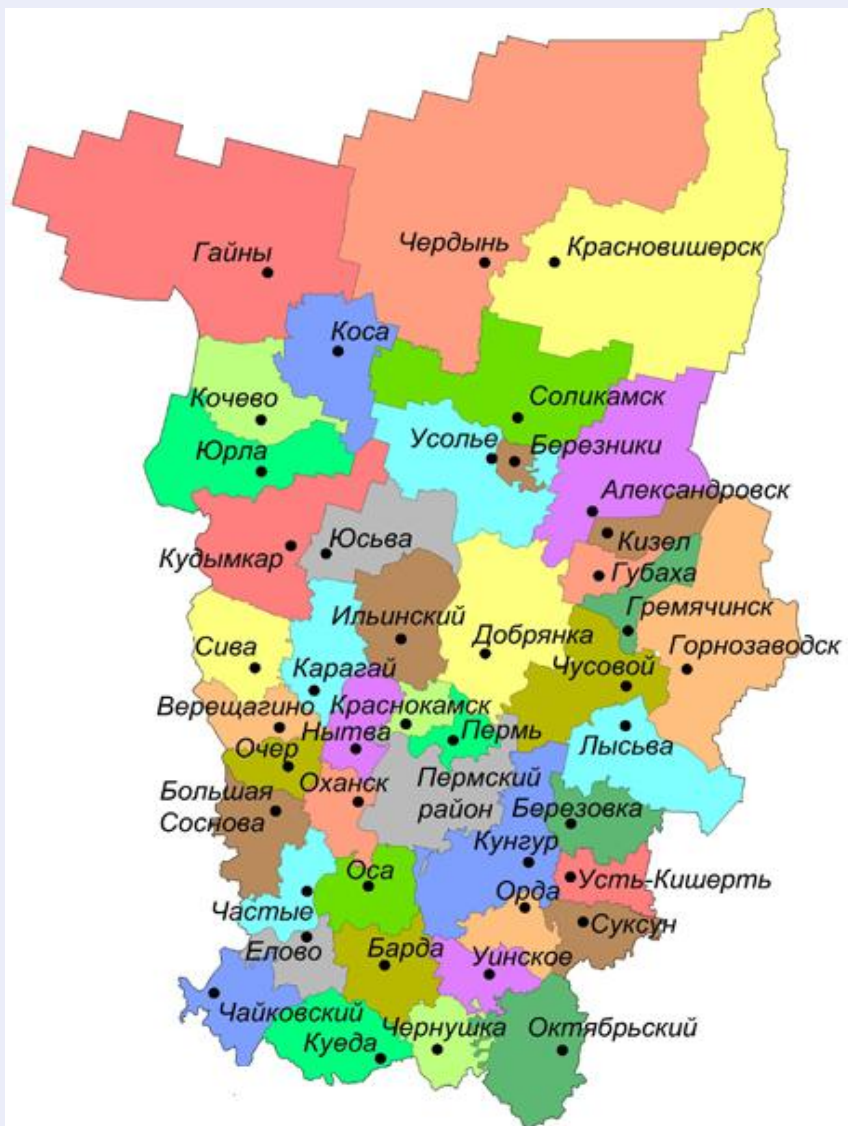 Гайны
Чердынь
Красновишерск
Коса
Кочево
Соликамск
Юрла
Усолье
Березники
Александровск
Кудымкар
Юсьва
Кизел
Губаха
Ильинский
Гремячинск
Сива
Добрянка
Горнозаводск
Карагай
Чусовой
Верещагино
Краснокамск
Нытва
Пермь
Очер
Лысьва
Большая
Соснова
Оханск
Пермский
район
Березовка
Кунгур
Оса
Усть-Кишерть
Частые
Орда
Суксун
Елово
Барда
Уинское
Чайковский
Куеда
Чернушка
Октябрьский